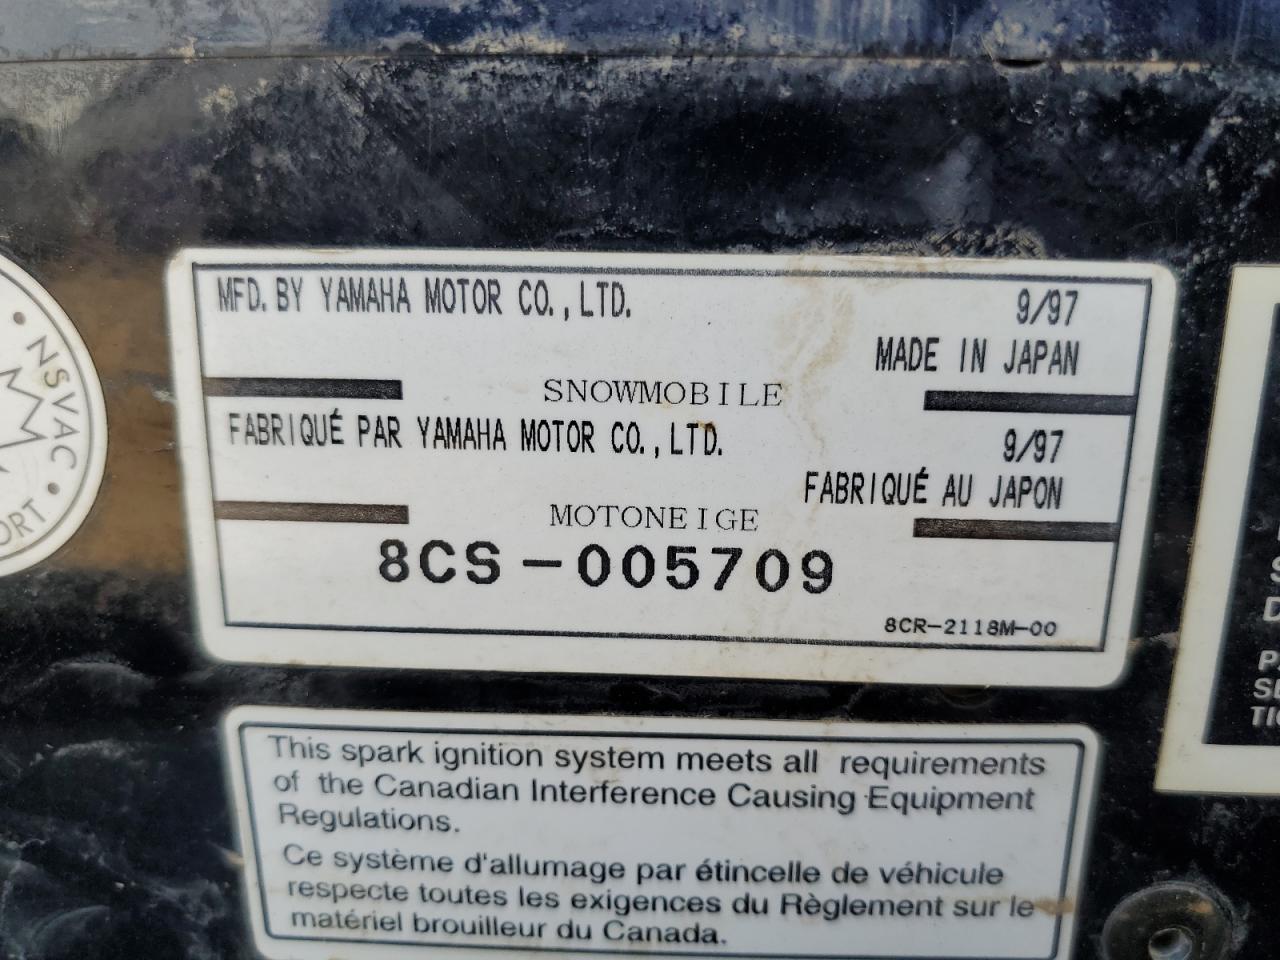 MFD. BY YAMAHA MOTOR CO., LTD. 9/97
MADE IN JAPAN
SNOWMOBILE
FABRIQUÉ PAR YAMAHA MOTOR CO., LTD. 9/97
FABRIQUÉ AU JAPON
MOTONEIGE
8CS-005709
8CR-2118M-00
NSVAC
This spark ignition system meets all requirements
of the Canadian Interference Causing Equipment
Regulations.
Ce système d'allumage par étincelle de véhicule
respecte toutes les exigences du Règlement sur le
matériel brouilleur du Canada.